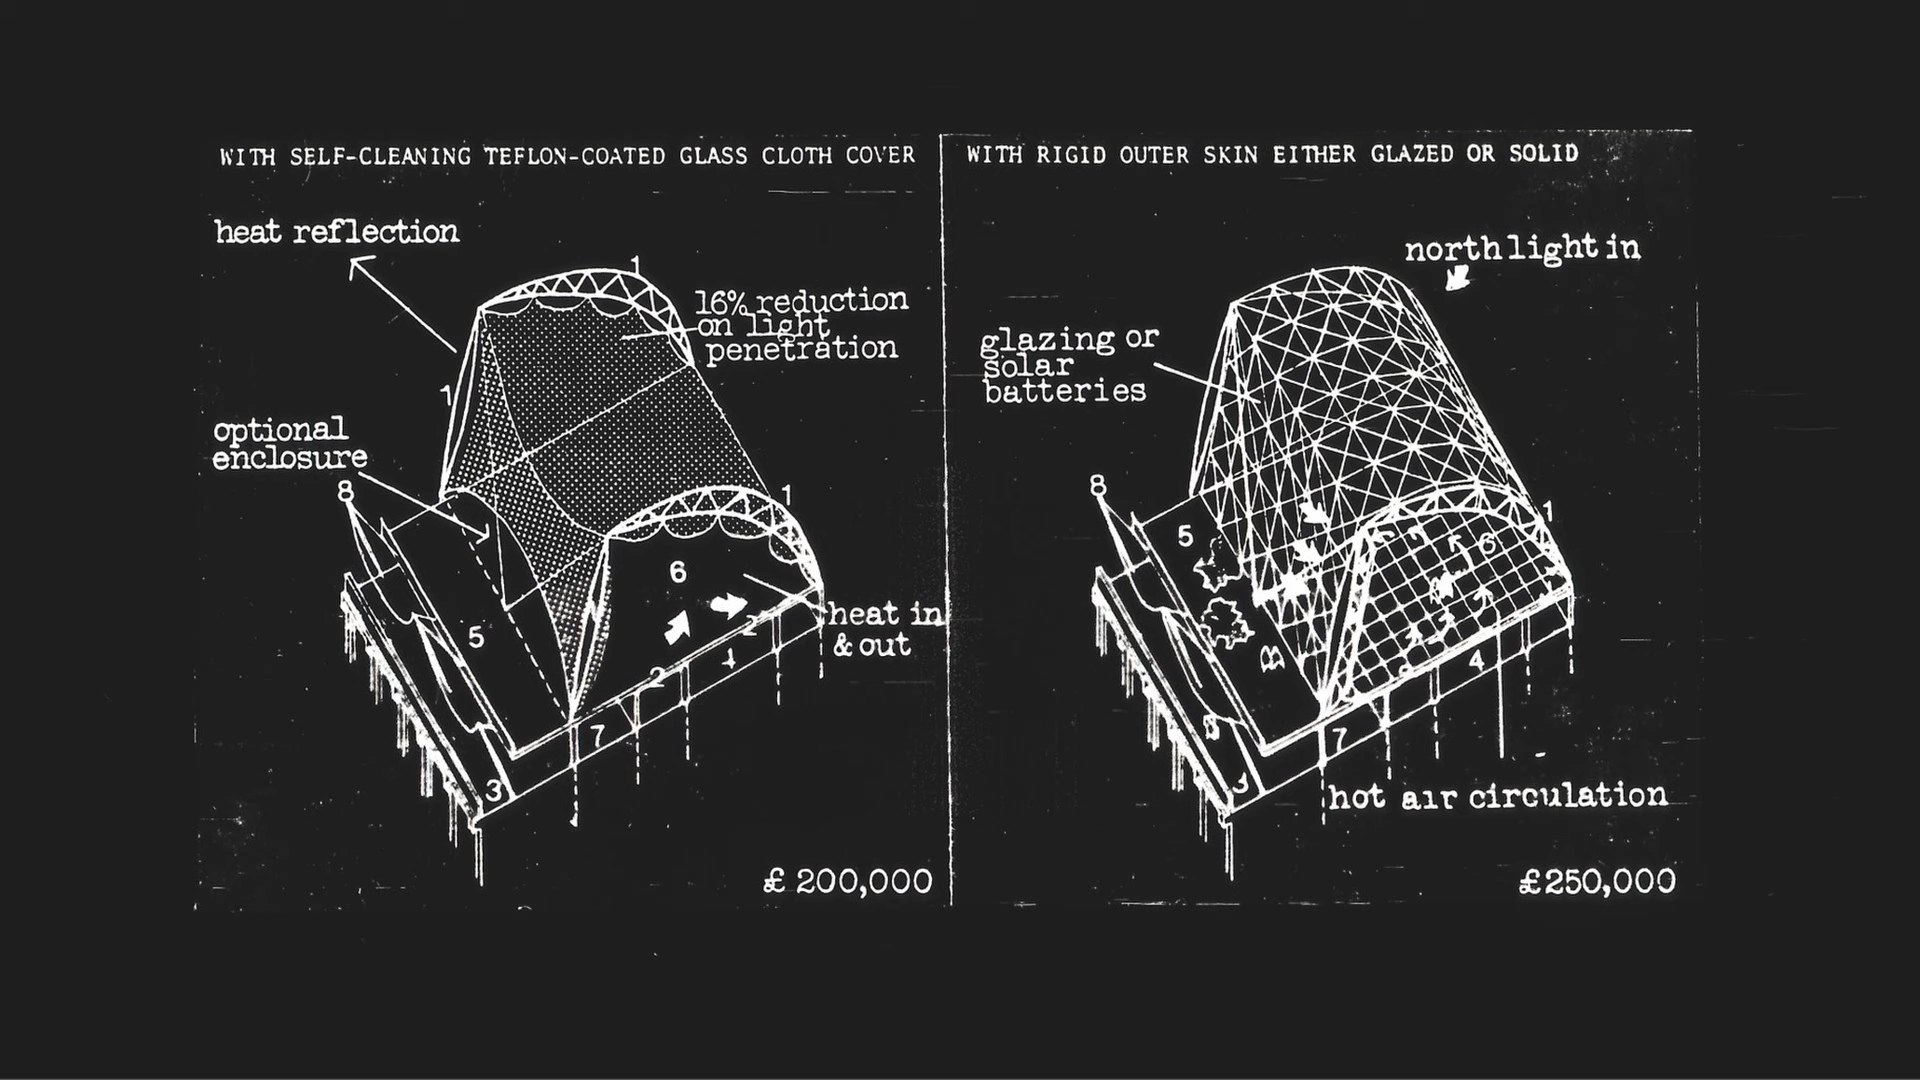 WITH SELF-CLEANING TEFLON-COATED GLASS CLOTH COVER
heat reflection
1
16% reduction
on light
penetration
1
optional
enclosure
8
1
6
5
heat in
& out
2
2
4
7
3
£ 200,000
WITH RIGID OUTER SKIN EITHER GLAZED OR SOLID
north light in
glazing or
solar
batteries
8
1
5
6
4
7
3
hot air circulation
£250,000